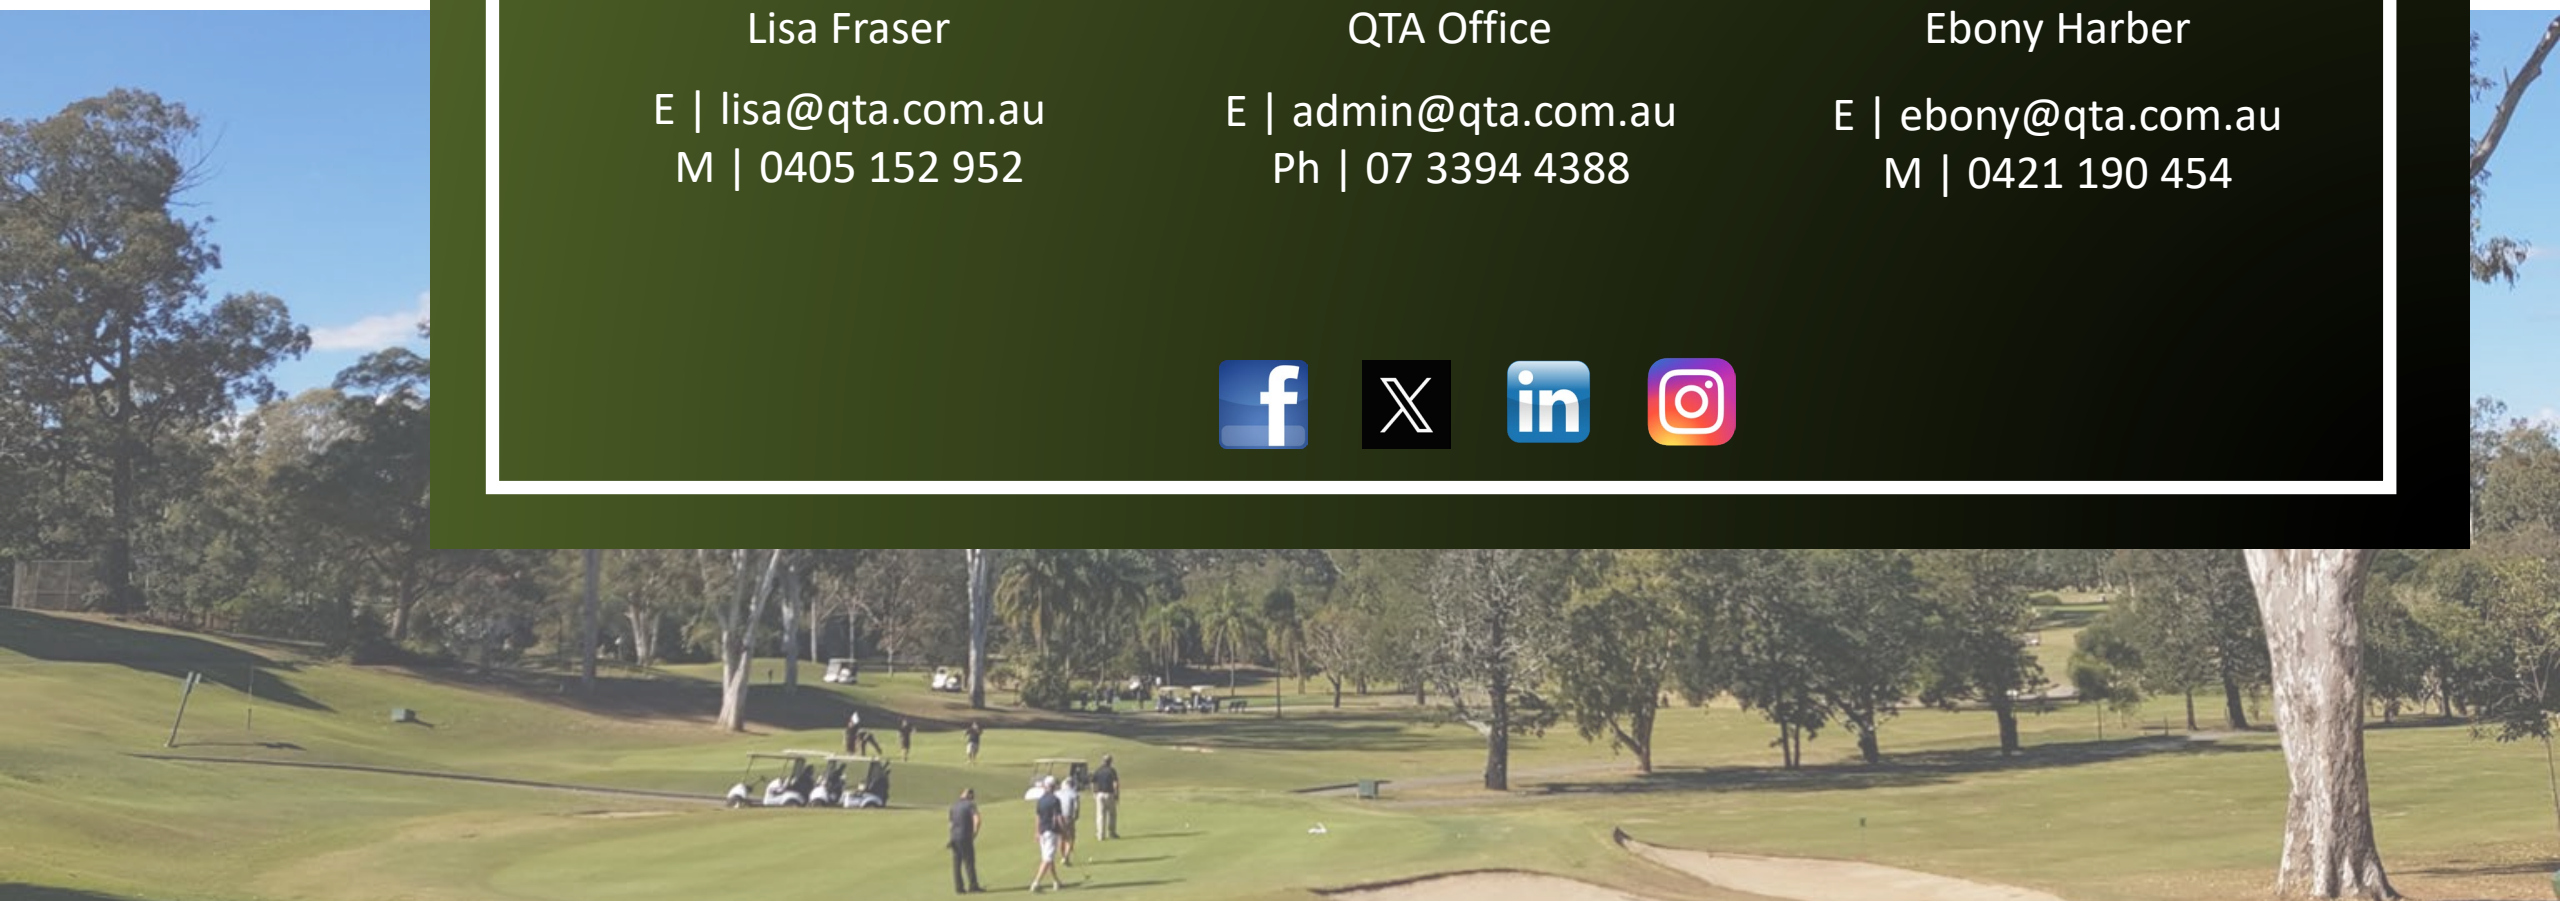 Lisa Fraser
E | lisa@qta.com.au
M | 0405 152 952
QTA Office
E | admin@qta.com.au
Ph | 07 3394 4388
Ebony Harber
E | ebony@qta.com.au
M | 0421 190 454